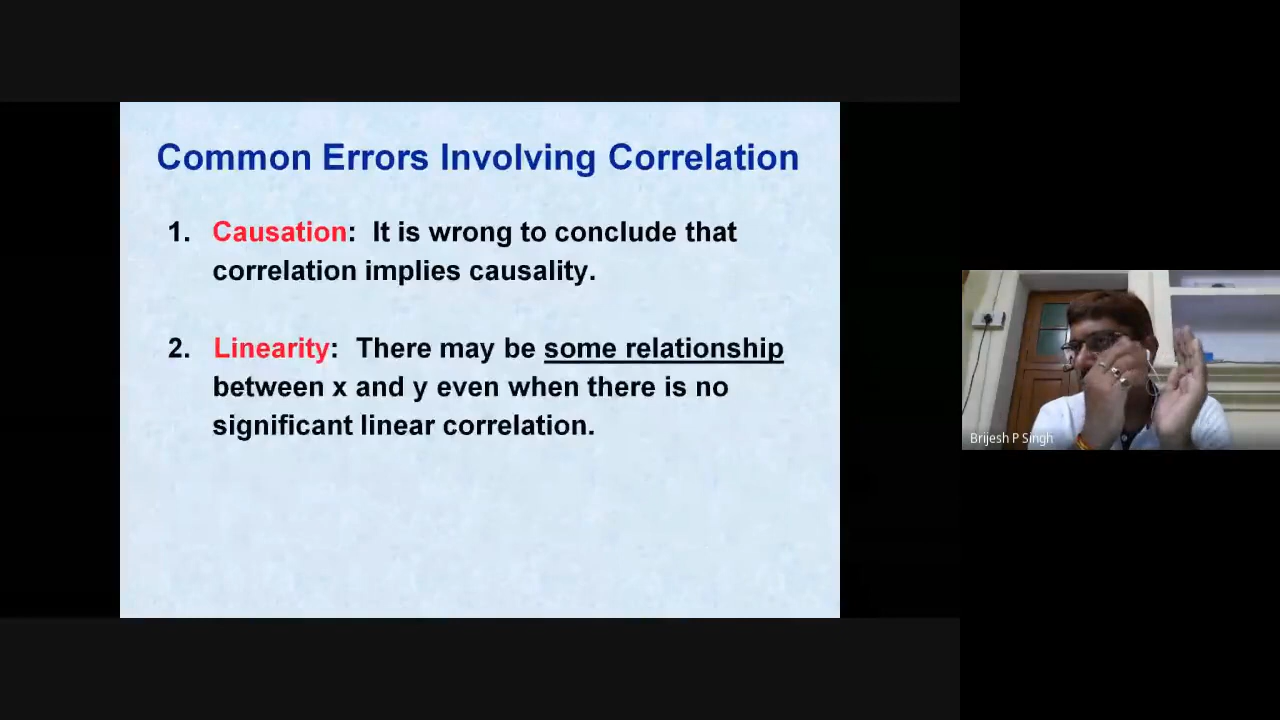 Common Errors Involving Correlation
1. Causation: It is wrong to conclude that
correlation implies causality.
2. Linearity: There may be some relationship
between x and y even when there is no
significant linear correlation.
Brijesh P Singh